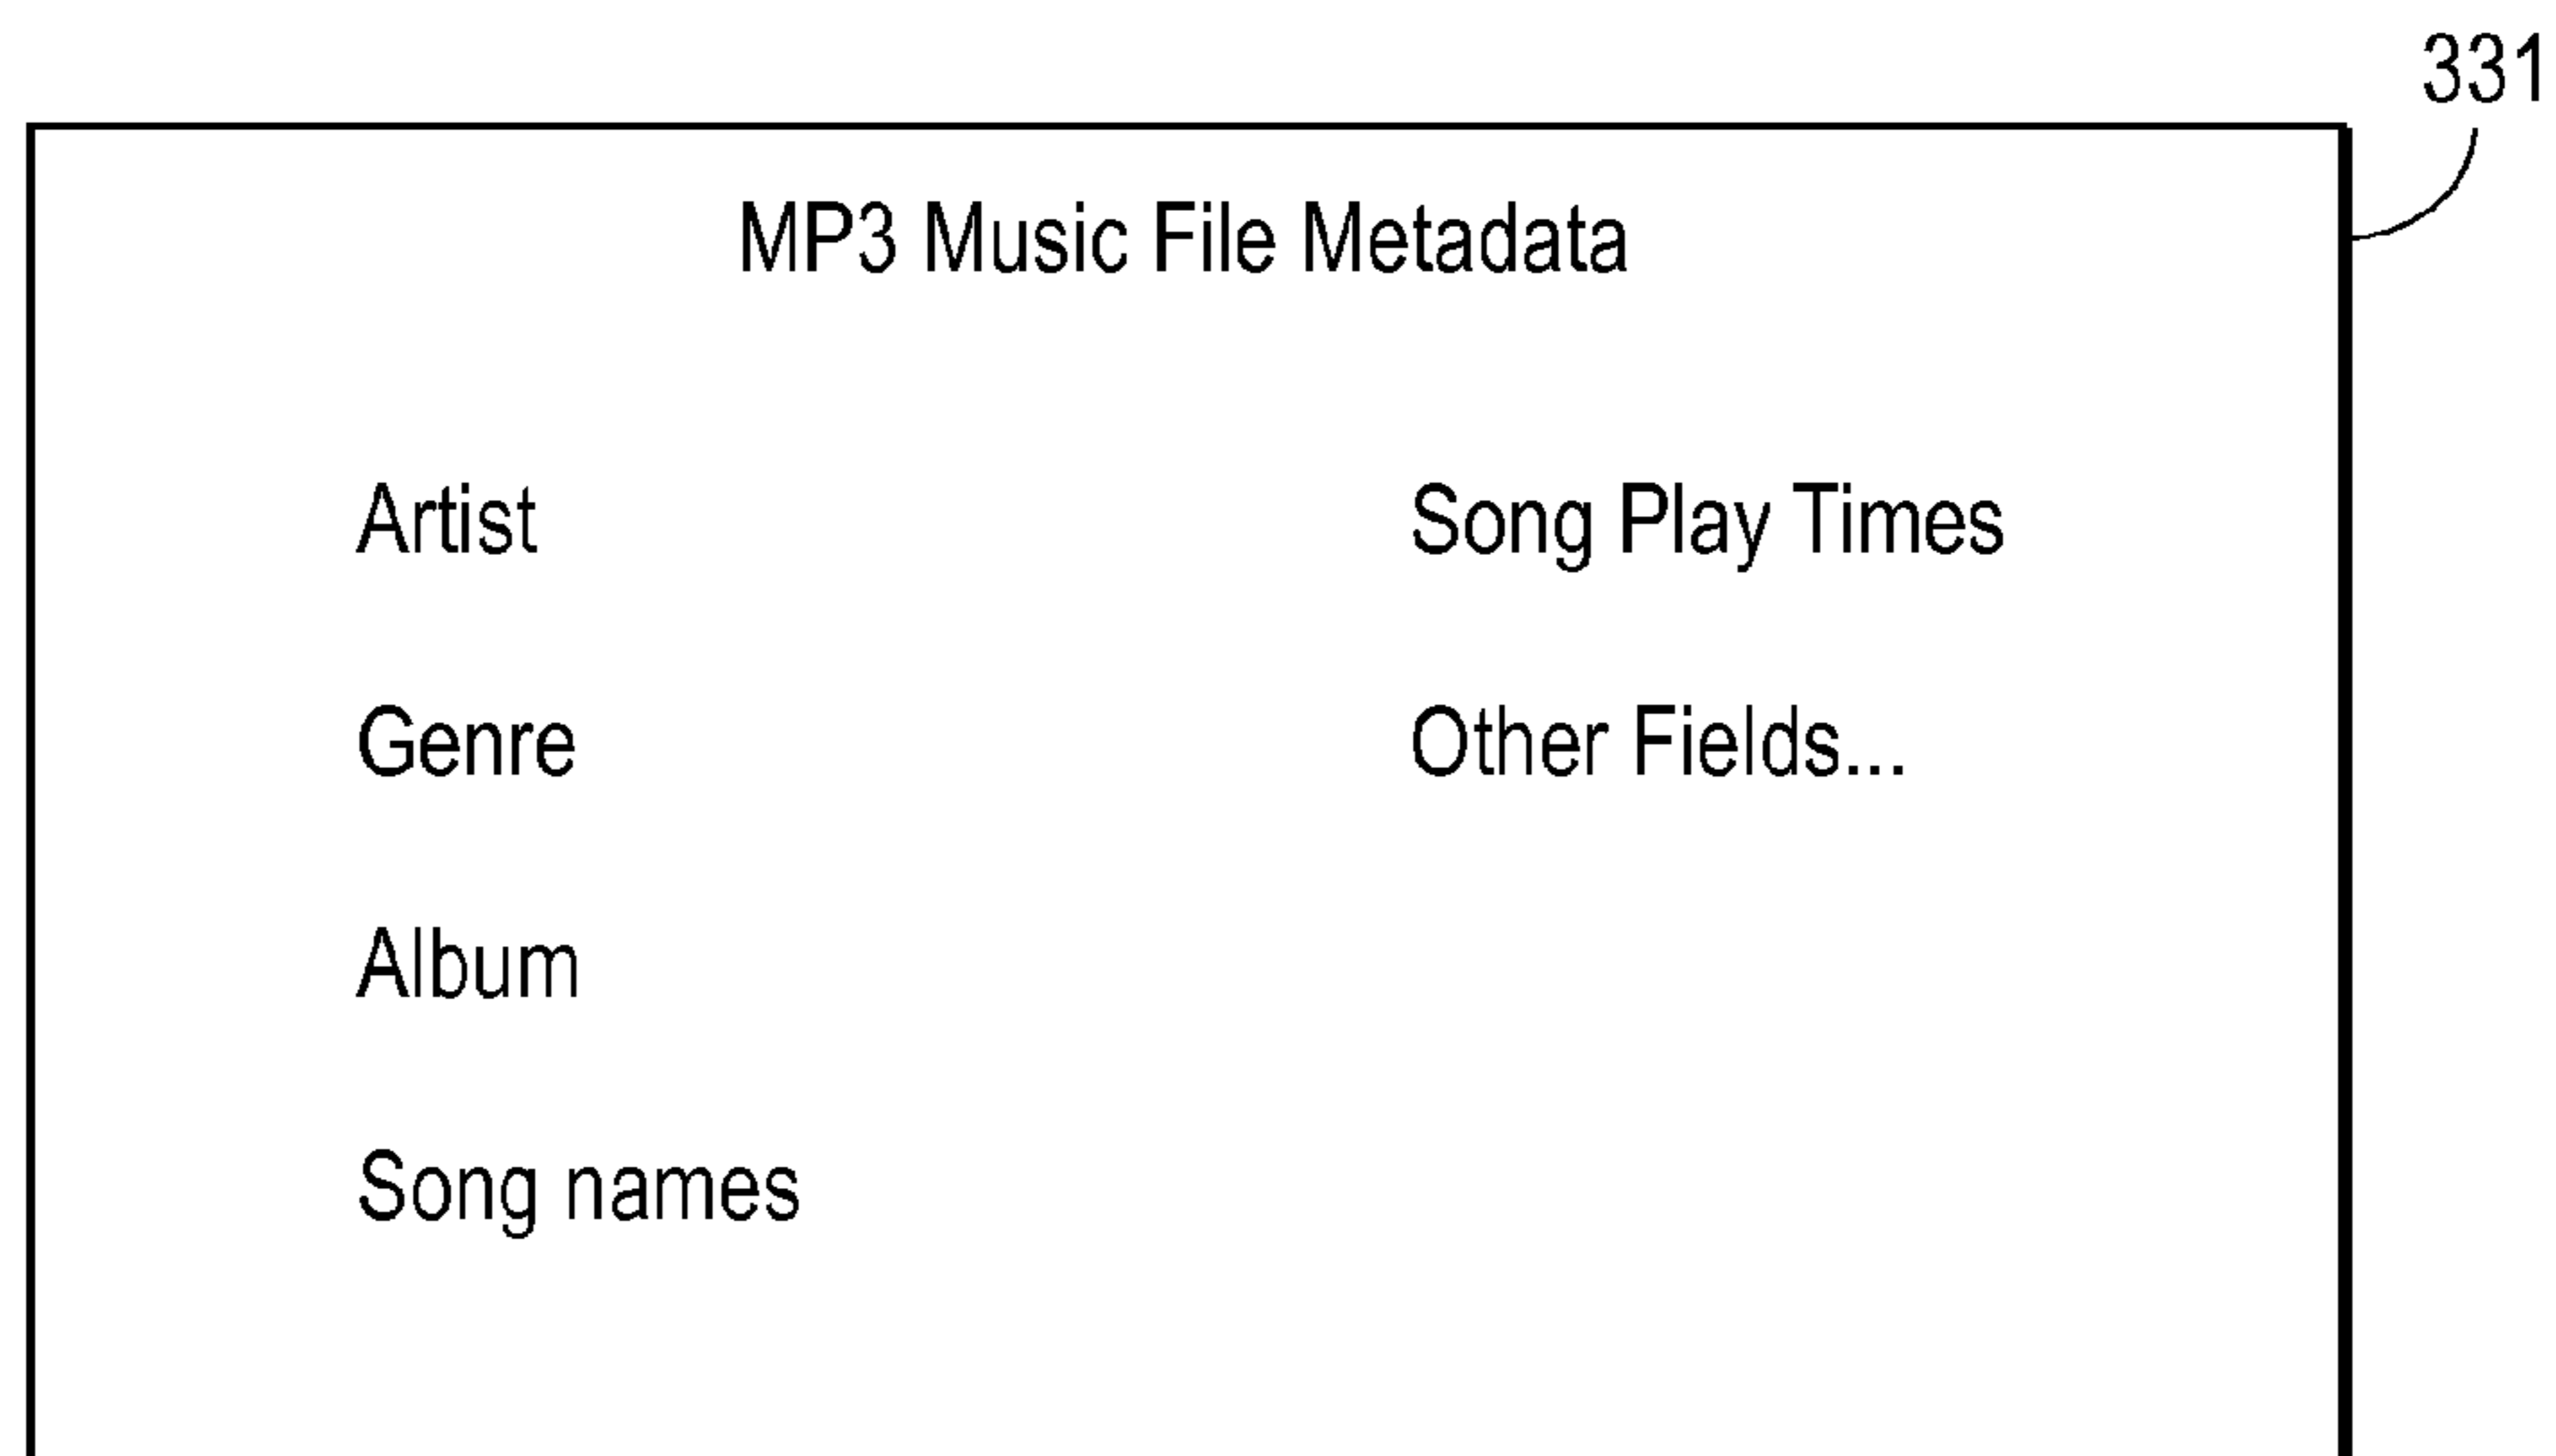 331
MP3 Music File Metadata
Artist
Genre
Album
Song names
Song Play Times
Other Fields...